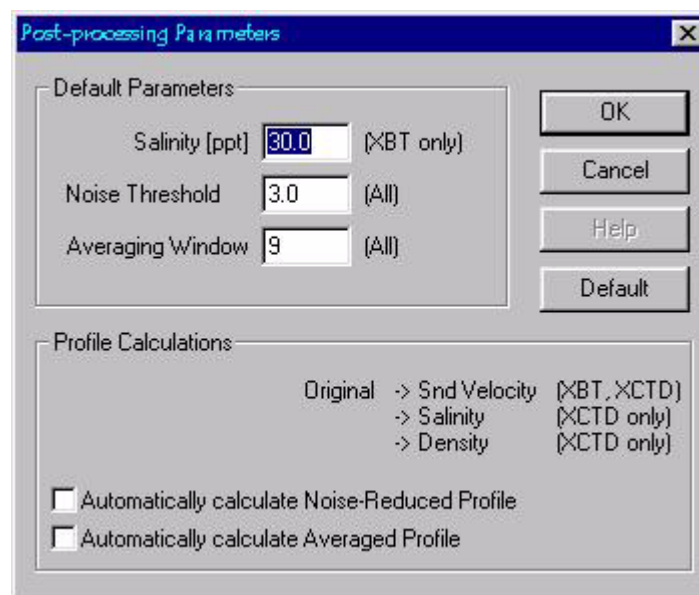 Post-processing Parameters
Default Parameters
Salinity [ppt] 30.0 (XBT only)
Noise Threshold 3.0 (All)
Averaging Window 9 (All)
OK
Cancel
Help
Default
Profile Calculations
Original -> Snd Velocity (XBT, XCTD)
-> Salinity (XCTD only)
-> Density (XCTD only)
Automatically calculate Noise-Reduced Profile
Automatically calculate Averaged Profile